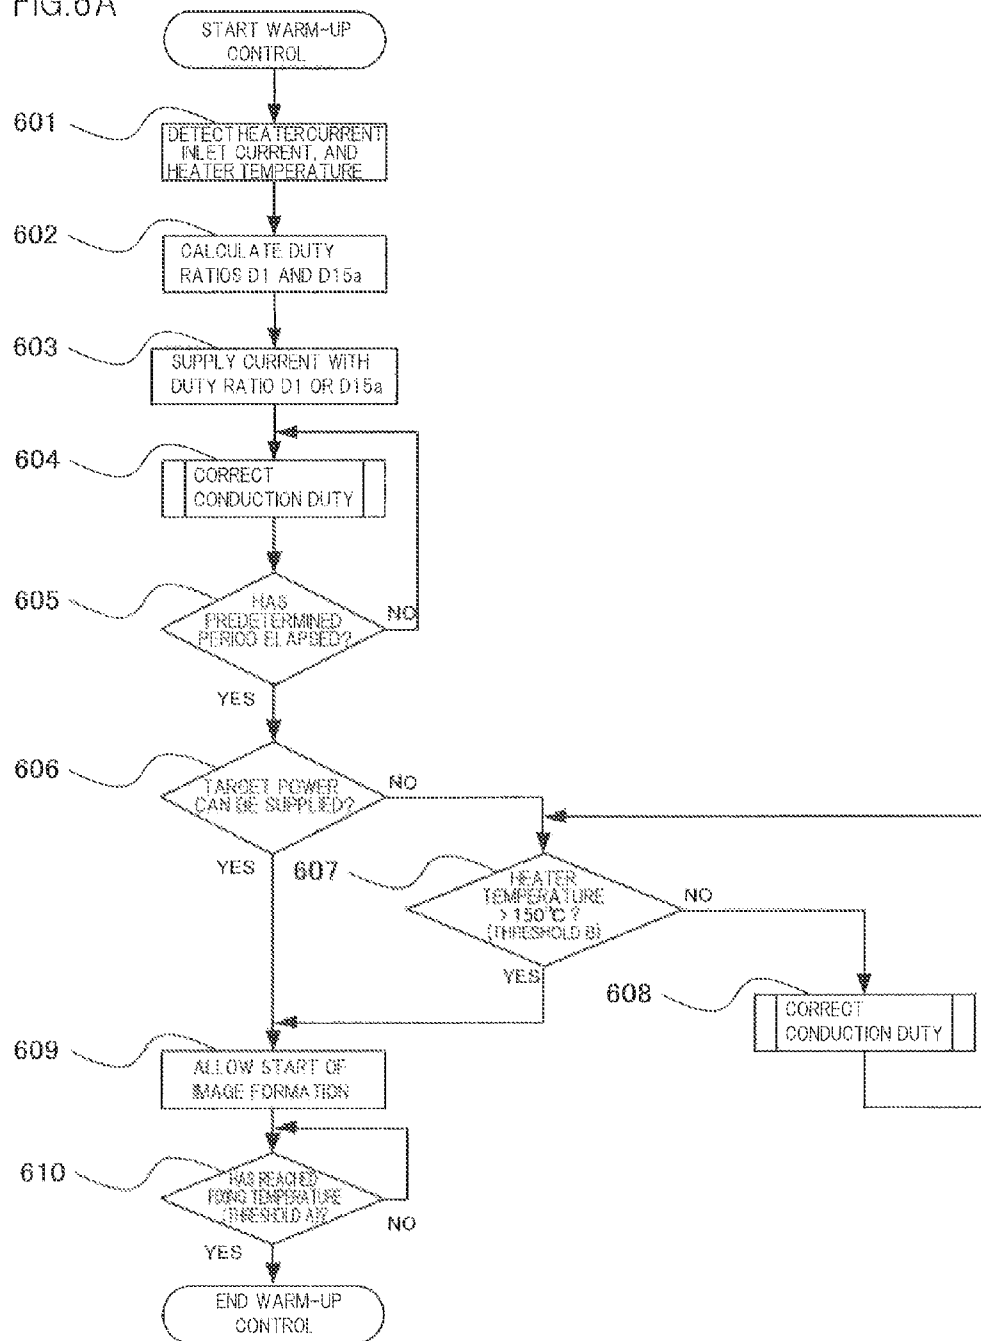 FIG.6A
START WARM-UP
CONTROL
601
DETECT HEATER CURRENT,
INLET CURRENT, AND
HEATER TEMPERATURE
602
CALCULATE DUTY
RATIOS D1 AND D15a
603
SUPPLY CURRENT WITH
DUTY RATIO D1 OR D15a
604
CORRECT
CONDUCTION DUTY
605
HAS
PREDETERMINED
PERIOD ELAPSED?
NO
YES
606
TARGET POWER
CAN BE SUPPLIED?
NO
YES
607
HEATER
TEMPERATURE
> 150℃ ?
(THRESHOLD B)
NO
YES
608
CORRECT
CONDUCTION DUTY
609
ALLOW START OF
IMAGE FORMATION
610
HAS REACHED
FIXING TEMPERATURE
(THRESHOLD A)?
NO
YES
END WARM-UP
CONTROL